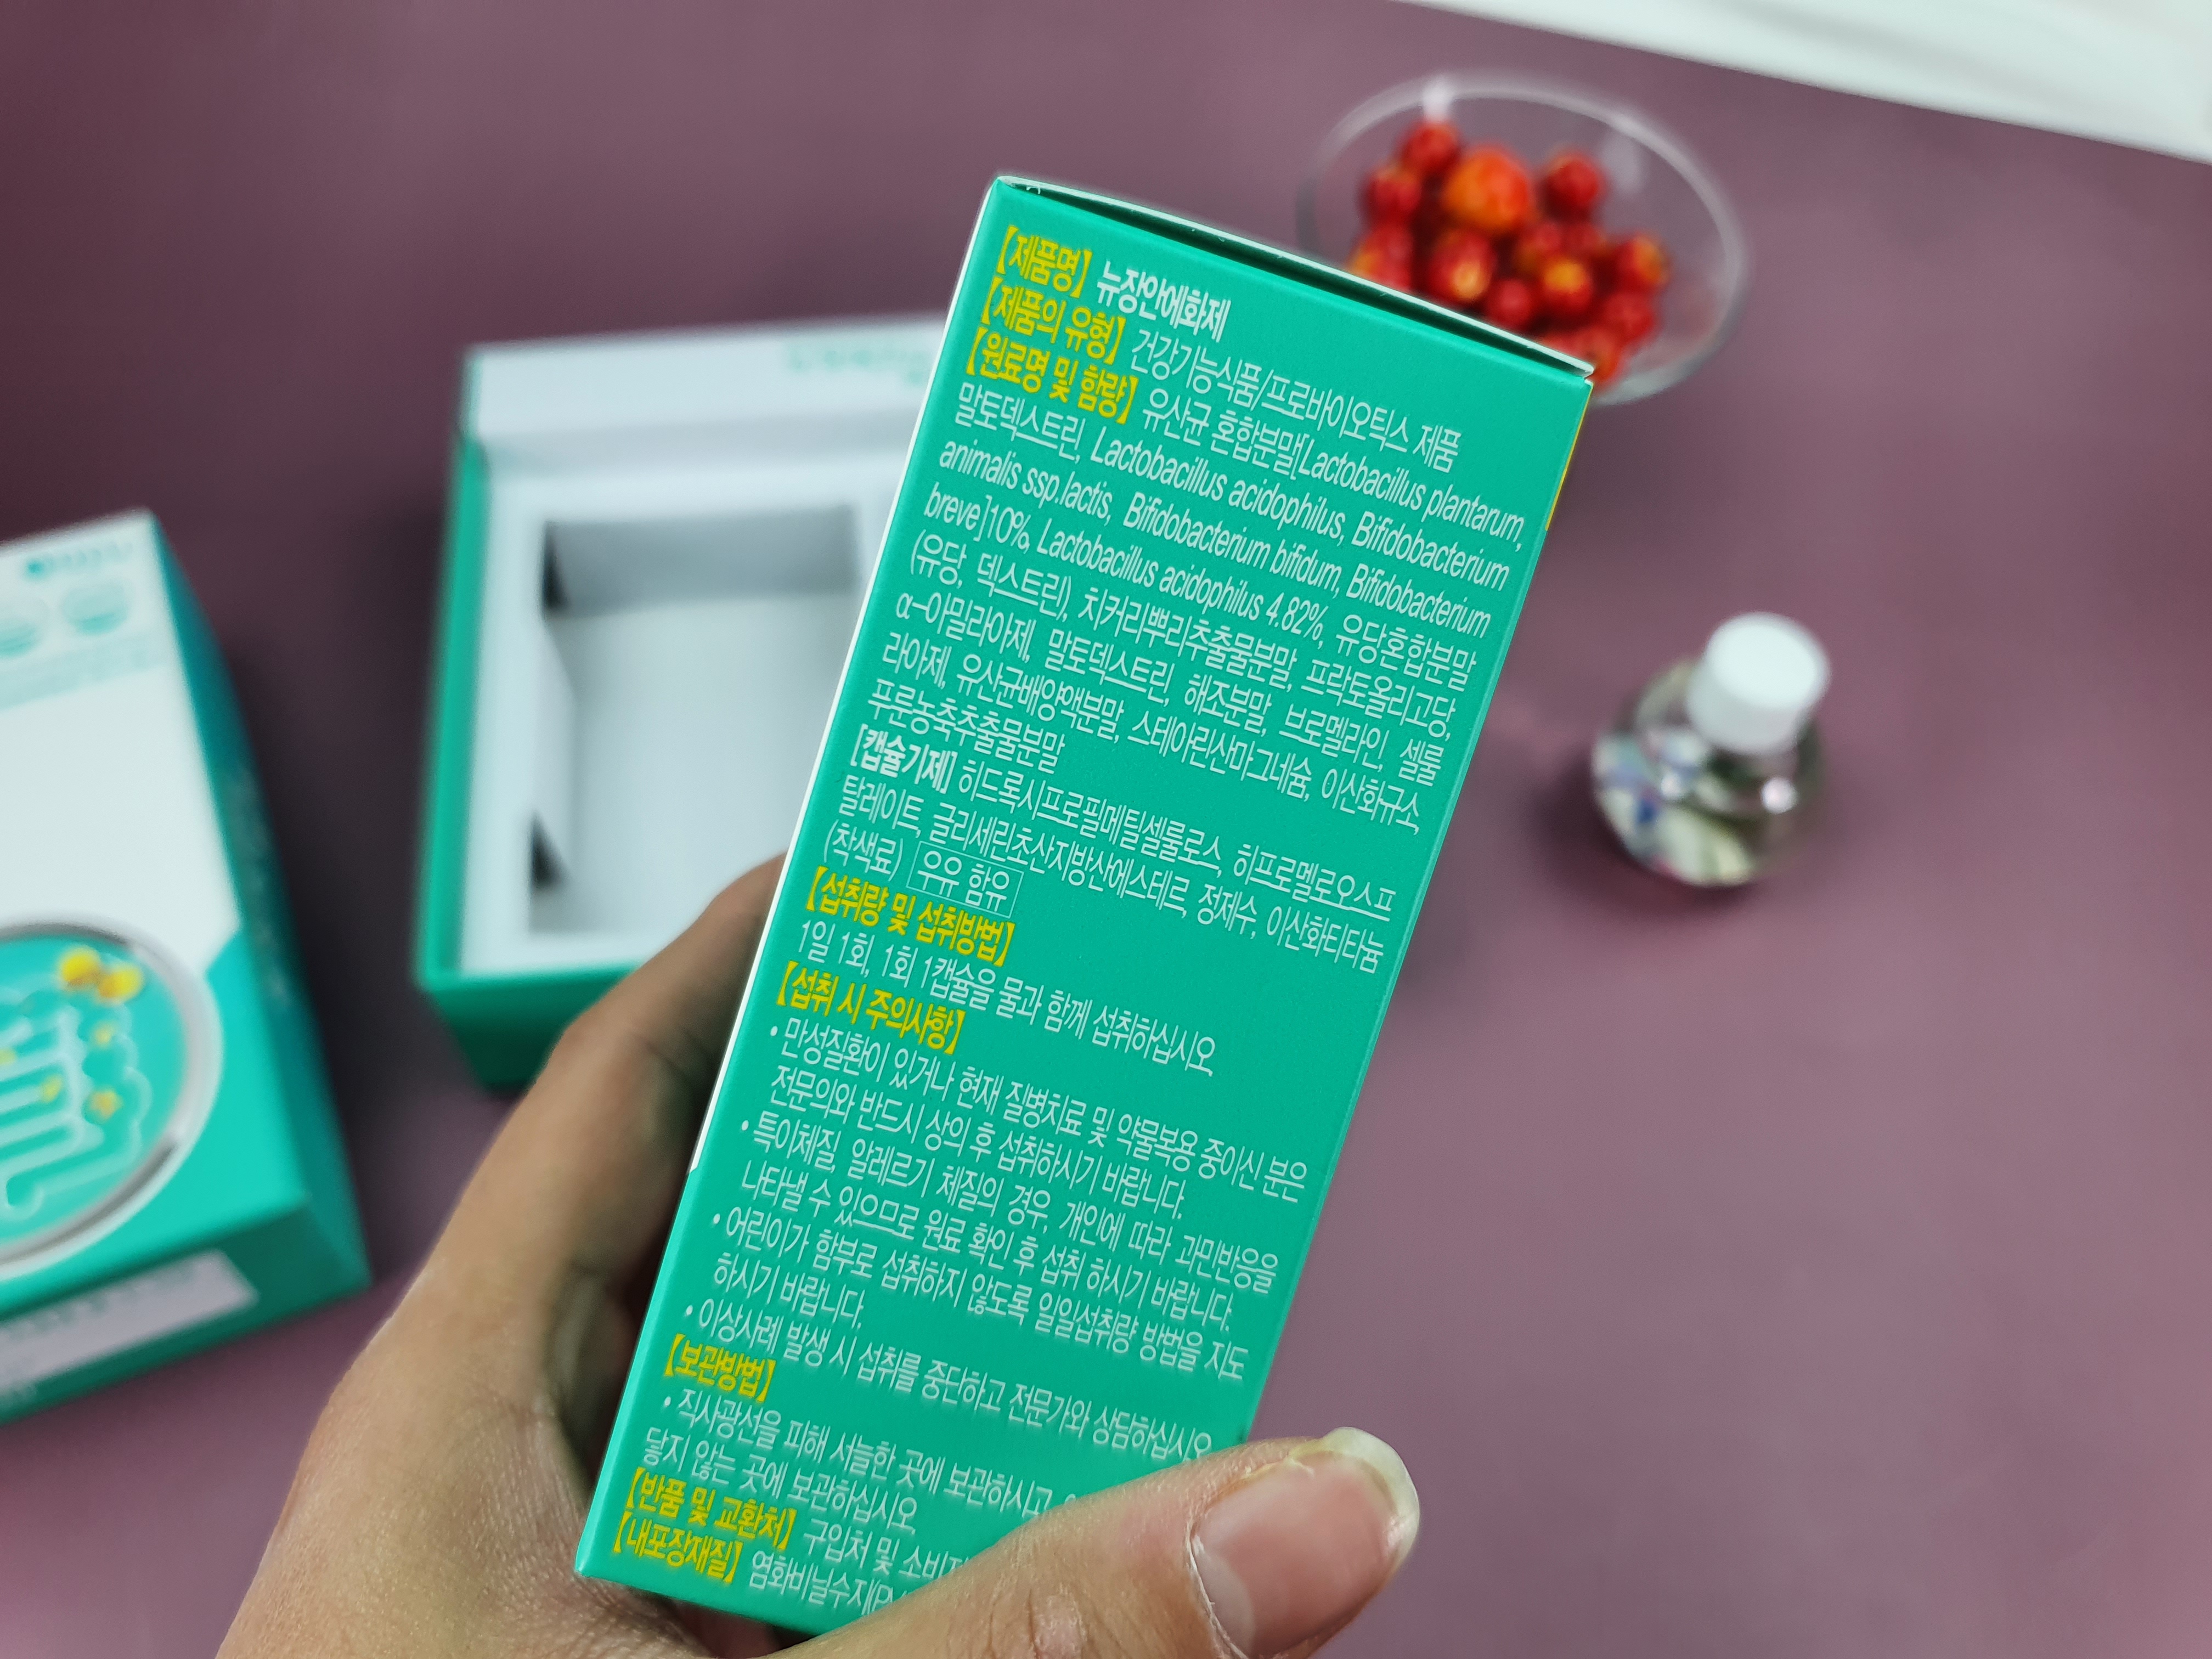 【제품명】 뉴장안에화제
【제품의 유형】 건강기능식품/프로바이오틱스 제품
【원료명 및 함량】 유산균 혼합분말[Lactobacillus plantarum,
말토덱스트린, Lactobacillus acidophilus, Bifidobacterium
animalis ssp.lactis, Bifidobacterium bifidum, Bifidobacterium
breve]10%, Lactobacillus acidophilus 4.82%, 유당혼합분말
(유당, 덱스트린), 치커리뿌리추출물분말, 프락토올리고당,
α-아밀라아제, 말토덱스트린, 해조분말, 브로멜라인, 셀룰
라아제, 유산균배양액분말, 스테아린산마그네슘, 이산화규소,
푸룬농축추출물분말
[캡슐기제] 히드록시프로필메틸셀룰로스, 히프로멜로오스프
탈레이트, 글리세린초산지방산에스테르, 정제수, 이산화티타늄
(착색료) 우유 함유
【섭취량 및 섭취방법】
1일 1회, 1회 1캡슐을 물과 함께 섭취하십시오.
【섭취 시 주의사항】
• 만성질환이 있거나 현재 질병치료 및 약물복용 중이신 분은
전문의와 반드시 상의 후 섭취하시기 바랍니다.
• 특이체질, 알레르기 체질의 경우, 개인에 따라 과민반응을
나타낼 수 있으므로 원료 확인 후 섭취 하시기 바랍니다.
• 어린이가 함부로 섭취하지 않도록 일일섭취량 방법을 지도
하시기 바랍니다.
• 이상사례 발생 시 섭취를 중단하고 전문가와 상담하십시오.
【보관방법】
• 직사광선을 피해 서늘한 곳에 보관하시고,
닿지 않는 곳에 보관하십시오.
【반품 및 교환처】 구입처 및
【내포장재질】 염화비닐수지(PV